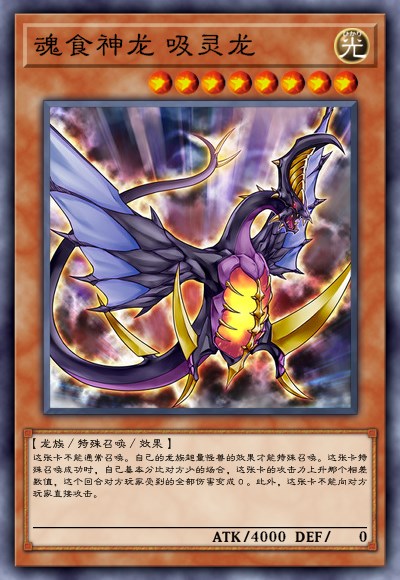 魂食神龙 吸灵龙
ひかり
光
【龙族／特殊召唤／效果】
这张卡不能通常召唤。自己的龙族超量怪兽的效果才能特殊召唤。这张卡特
殊召唤成功时，自己基本分比对方少的场合，这张卡的攻击力上升那个相差
数值，这个回合对方玩家受到的全部伤害变成０。此外，这张卡不能向对方
玩家直接攻击。
ATK/4000 DEF/ 0